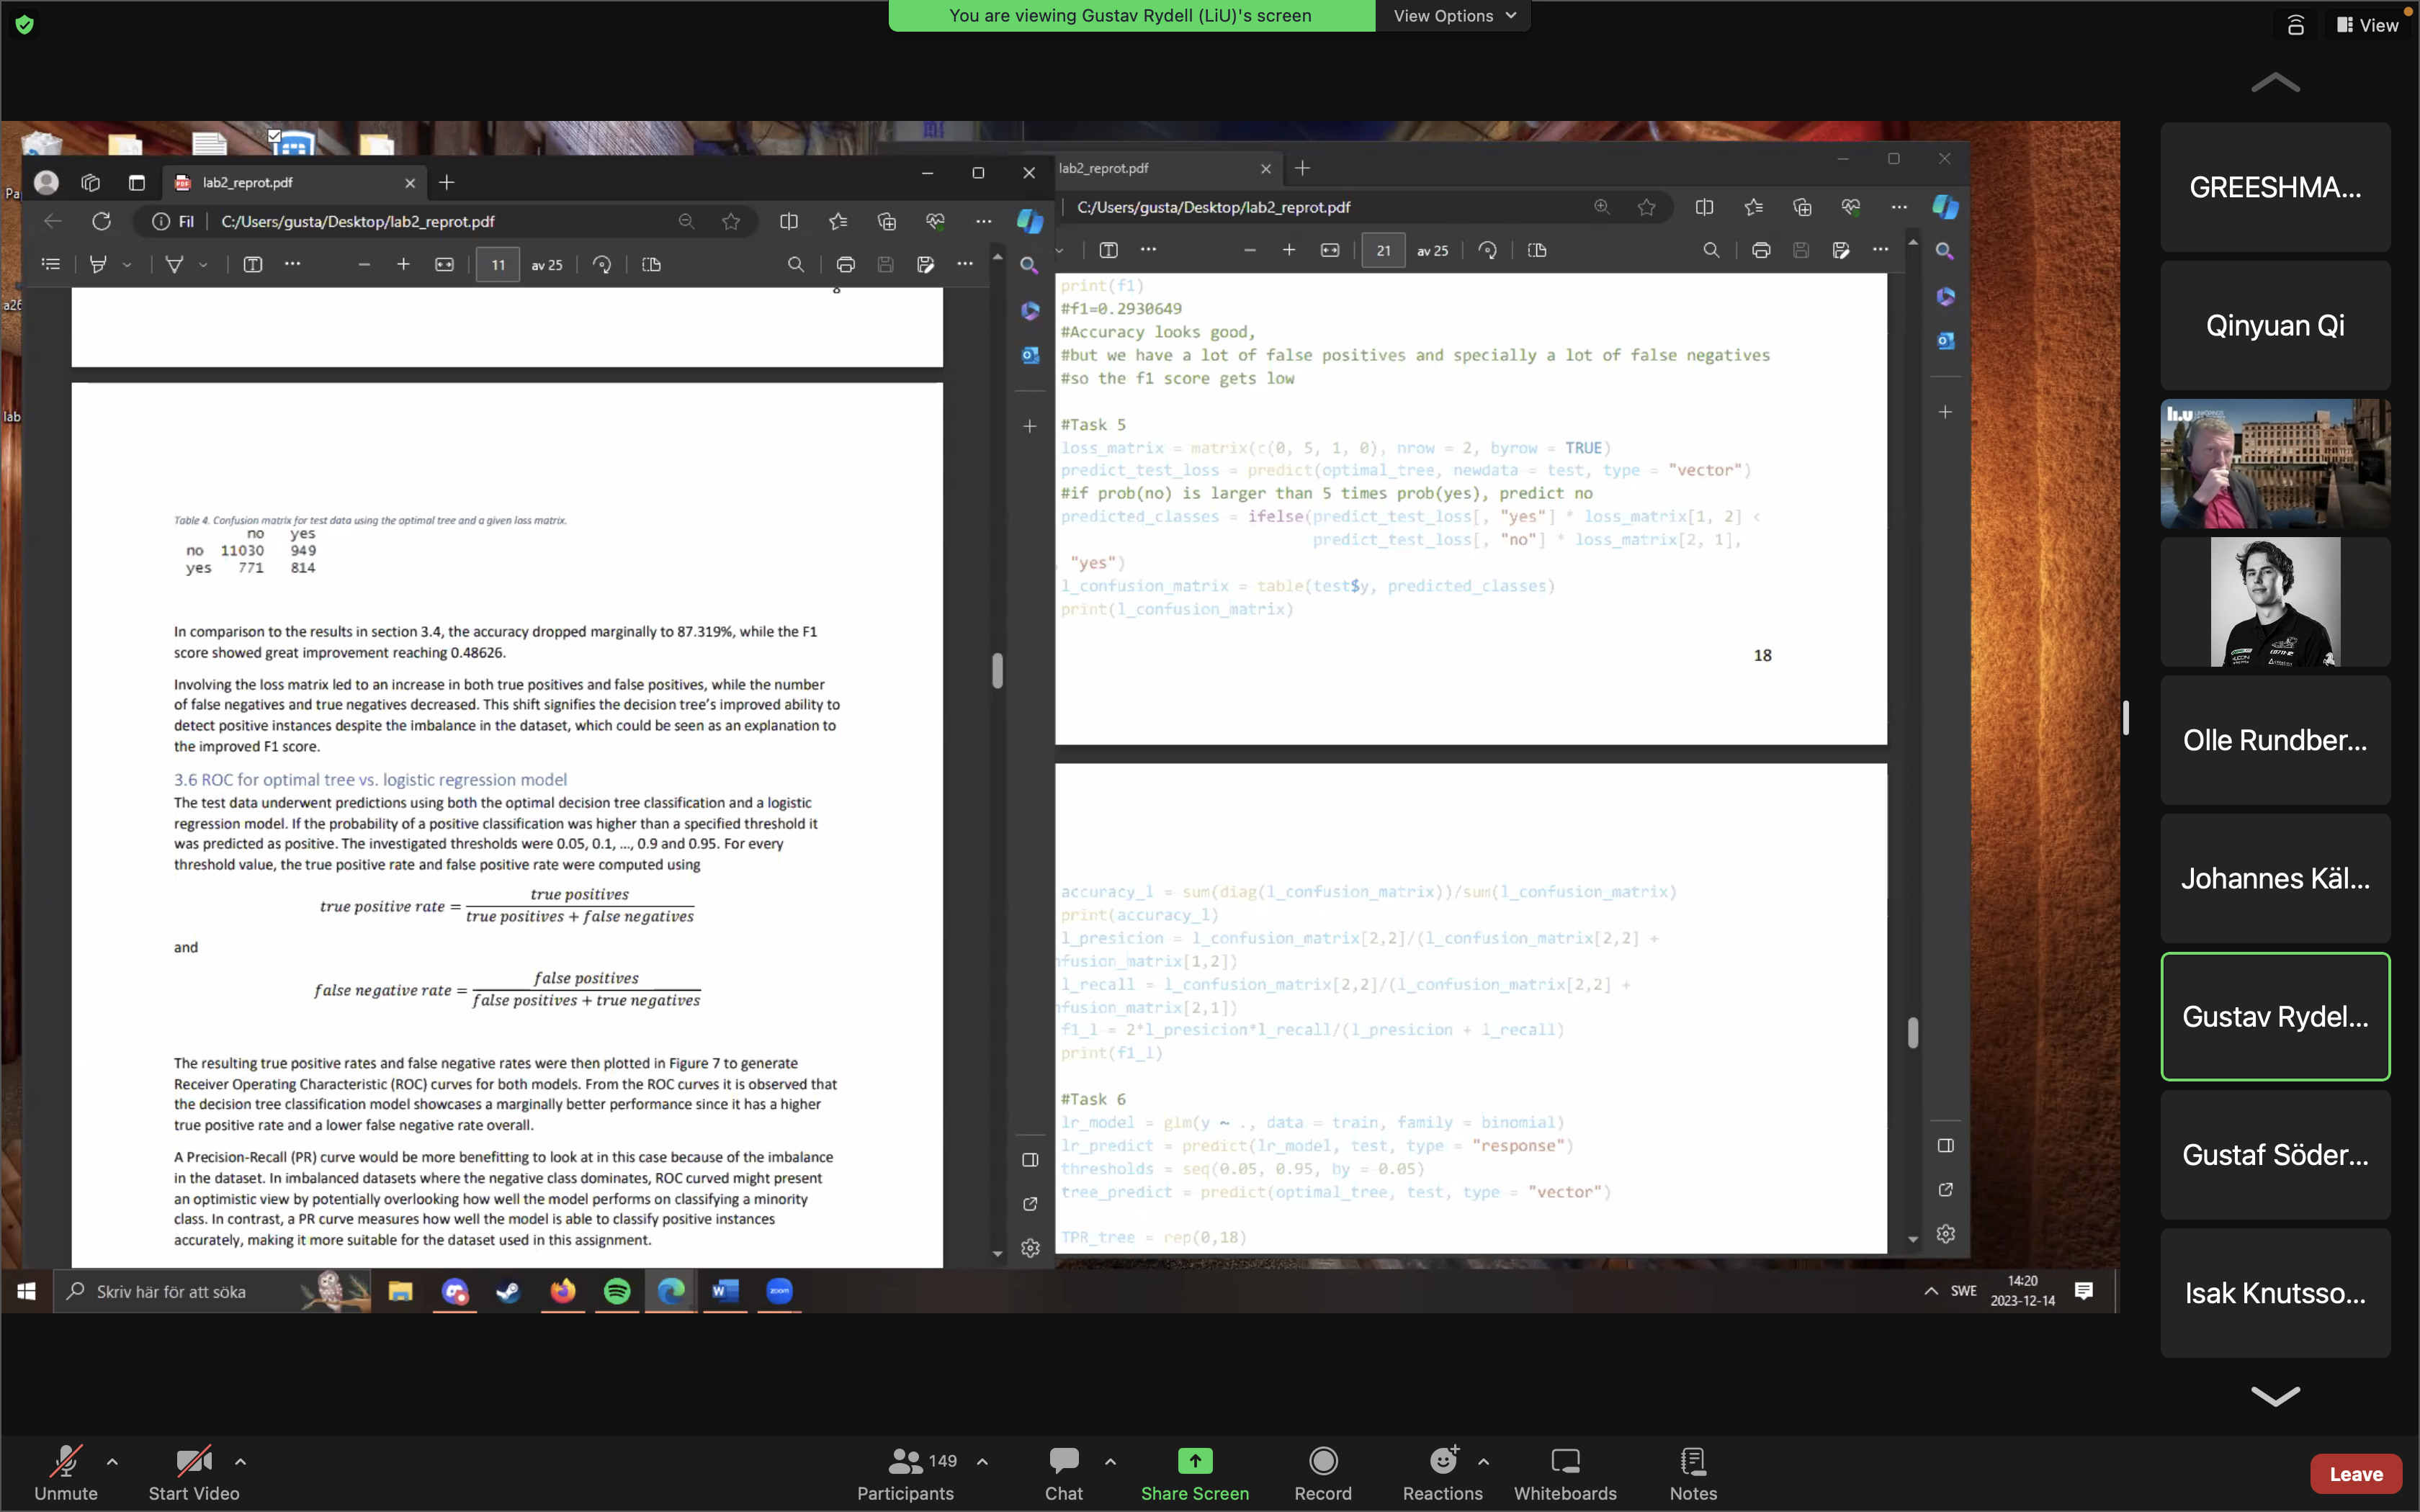 You are viewing Gustav Rydell (LiU)'s screen
View Options
View
lab2_reprot.pdf
Fil
C:/Users/gusta/Desktop/lab2_reprot.pdf
11
av 25
8
Table 4. Confusion matrix for test data using the optimal tree and a given loss matrix.
no yes
no 11030 949
yes 771 814
In comparison to the results in section 3.4, the accuracy dropped marginally to 87.319%, while the F1
score showed great improvement reaching 0.48626.
Involving the loss matrix led to an increase in both true positives and false positives, while the number
of false negatives and true negatives decreased. This shift signifies the decision tree's improved ability to
detect positive instances despite the imbalance in the dataset, which could be seen as an explanation to
the improved F1 score.
3.6 ROC for optimal tree vs. logistic regression model
The test data underwent predictions using both the optimal decision tree classification and a logistic
regression model. If the probability of a positive classification was higher than a specified threshold it
was predicted as positive. The investigated thresholds were 0.05, 0.1, ..., 0.9 and 0.95. For every
threshold value, the true positive rate and false positive rate were computed using
true positives
true positive rate =
true positives + false negatives
and
false positives
false negative rate =
false positives + true negatives
The resulting true positive rates and false negative rates were then plotted in Figure 7 to generate
Receiver Operating Characteristic (ROC) curves for both models. From the ROC curves it is observed that
the decision tree classification model showcases a marginally better performance since it has a higher
true positive rate and a lower false negative rate overall.
A Precision-Recall (PR) curve would be more benefitting to look at in this case because of the imbalance
in the dataset. In imbalanced datasets where the negative class dominates, ROC curved might present
an optimistic view by potentially overlooking how well the model performs on classifying a minority
class. In contrast, a PR curve measures how well the model is able to classify positive instances
accurately, making it more suitable for the dataset used in this assignment.
lab2_reprot.pdf
C:/Users/gusta/Desktop/lab2_reprot.pdf
21
av 25
print(f1)
#f1=0.2930649
#Accuracy looks good,
#but we have a lot of false positives and specially a lot of false negatives
#so the f1 score gets low
#Task 5
loss_matrix = matrix(c(0, 5, 1, 0), nrow = 2, byrow = TRUE)
predict_test_loss = predict(optimal_tree, newdata = test, type = "vector")
#if prob(no) is larger than 5 times prob(yes), predict no
predicted_classes = ifelse(predict_test_loss[, "yes"] * loss_matrix[1, 2] <
predict_test_loss[, "no"] * loss_matrix[2, 1],
"yes")
l_confusion_matrix = table(test$y, predicted_classes)
print(l_confusion_matrix)
18
accuracy_l = sum(diag(l_confusion_matrix))/sum(l_confusion_matrix)
print(accuracy_l)
l_presicion = l_confusion_matrix[2,2]/(l_confusion_matrix[2,2] +
nfusion_matrix[1,2])
l_recall = l_confusion_matrix[2,2]/(l_confusion_matrix[2,2] +
nfusion_matrix[2,1])
f1_l = 2*l_presicion*l_recall/(l_presicion + l_recall)
print(f1_l)
#Task 6
lr_model = glm(y ~ ., data = train, family = binomial)
lr_predict = predict(lr_model, test, type = "response")
thresholds = seq(0.05, 0.95, by = 0.05)
tree_predict = predict(optimal_tree, test, type = "vector")
TPR_tree = rep(0,18)
Pa
a26
lab
Skriv här för att söka
zoom
SWE
14:20
2023-12-14
GREESHMA...
Qinyuan Qi
Olle Rundber...
Johannes Käl...
Gustav Rydel...
Gustaf Söder...
Isak Knutsso...
Unmute
Start Video
149
Participants
Chat
Share Screen
Record
Reactions
Whiteboards
Notes
Leave